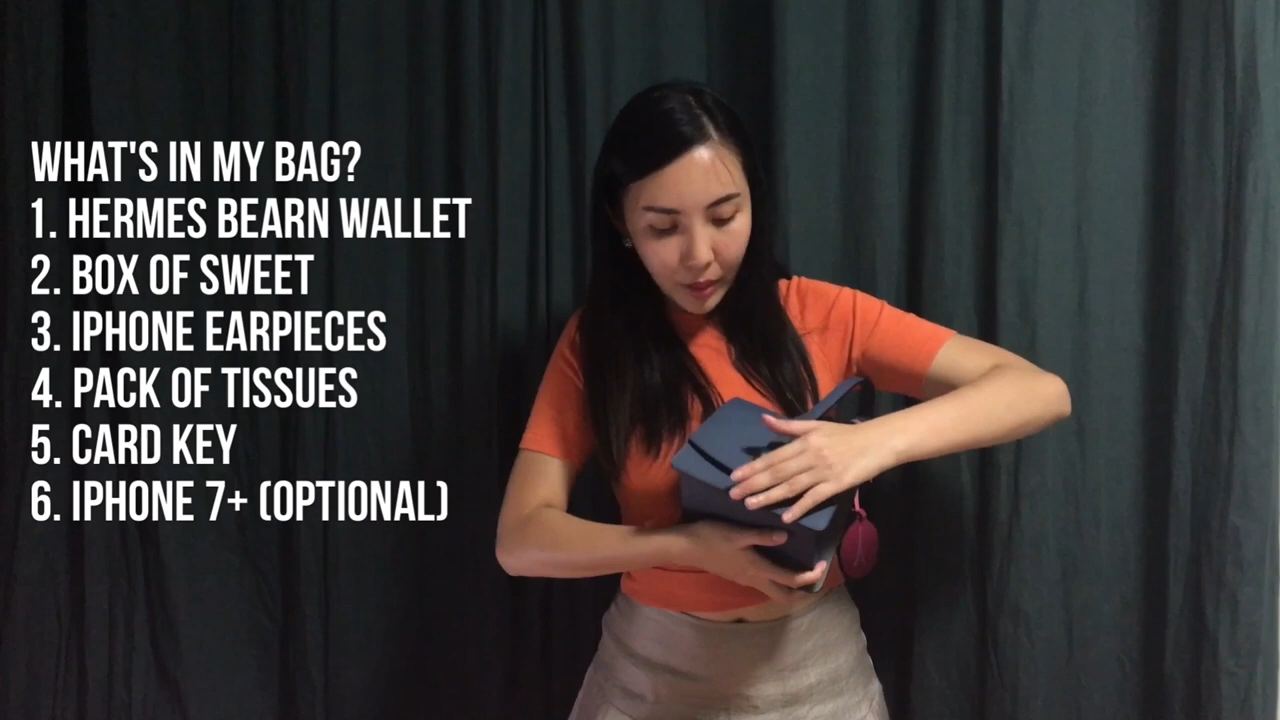 WHAT'S IN MY BAG?
1. HERMES BEARN WALLET
2. BOX OF SWEET
3. IPHONE EARPIECES
4. PACK OF TISSUES
5. CARD KEY
6. IPHONE 7+ (OPTIONAL)